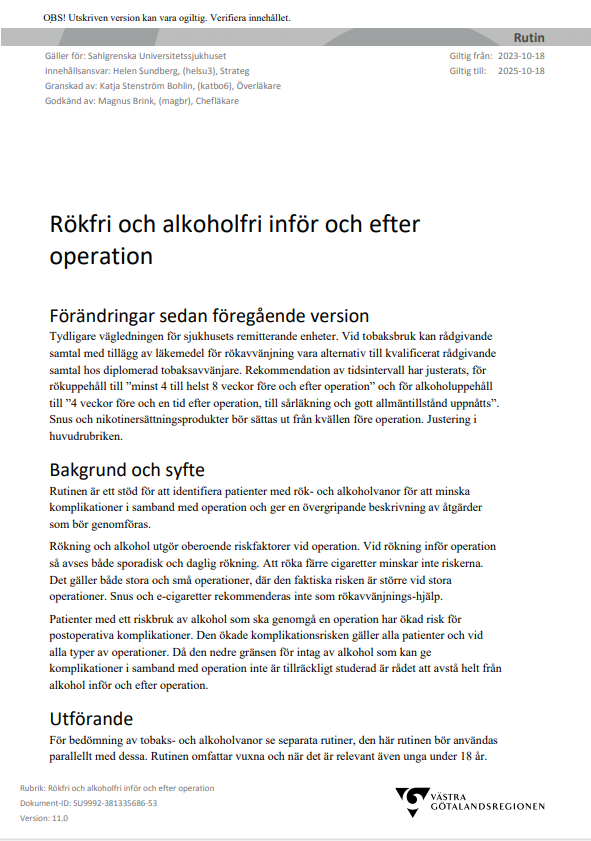 OBS! Utskriven version kan vara ogiltig. Verifiera innehållet.
Rutin
Gäller för: Sahlgrenska Universitetssjukhuset
Giltig från: 2023-10-18
Innehållsansvar: Helen Sundberg, (helsu3), Strateg
Giltig till: 2025-10-18
Granskad av: Katja Stenström Bohlin, (katbo6), Överläkare
Godkänd av: Magnus Brink, (magbr), Chefläkare
Rökfri och alkoholfri inför och efter
operation
Förändringar sedan föregående version
Tydligare vägledningen för sjukhusets remitterande enheter. Vid tobaksbruk kan rådgivande
samtal med tillägg av läkemedel för rökavvänjning vara alternativ till kvalificerat rådgivande
samtal hos diplomerad tobaksavvänjare. Rekommendation av tidsintervall har justerats, för
rökuppehåll till ”minst 4 till helst 8 veckor före och efter operation” och för alkoholuppehåll
till ”4 veckor före och en tid efter operation, till sårläkning och gott allmäntillstånd uppnåtts”.
Snus och nikotinersättningsprodukter bör sättas ut från kvällen före operation. Justering i
huvudrubriken.
Bakgrund och syfte
Rutinen är ett stöd för att identifiera patienter med rök- och alkoholvanor för att minska
komplikationer i samband med operation och ger en övergripande beskrivning av åtgärder
som bör genomföras.
Rökning och alkohol utgör oberoende riskfaktorer vid operation. Vid rökning inför operation
så avses både sporadisk och daglig rökning. Att röka färre cigaretter minskar inte riskerna.
Det gäller både stora och små operationer, där den faktiska risken är större vid stora
operationer. Snus och e-cigaretter rekommenderas inte som rökavvänjnings-hjälp.
Patienter med ett riskbruk av alkohol som ska genomgå en operation har ökad risk för
postoperativa komplikationer. Den ökade komplikationsrisken gäller alla patienter och vid
alla typer av operationer. Då den nedre gränsen för intag av alkohol som kan ge
komplikationer i samband med operation inte är tillräckligt studerad är rådet att avstå helt från
alkohol inför och efter operation.
Utförande
För bedömning av tobaks- och alkoholvanor se separata rutiner, den här rutinen bör användas
parallellt med dessa. Rutinen omfattar vuxna och när det är relevant även unga under 18 år.
Rubrik: Rökfri och alkoholfri inför och efter operation
Dokument-ID: SU9992-381335686-53
Version: 11.0
VÄSTRA
GÖTALANDSREGIONEN